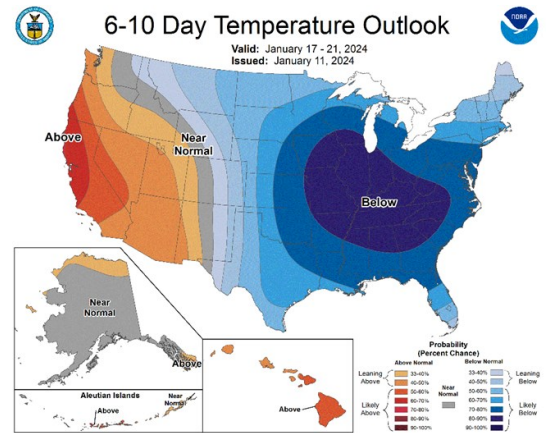 6-10 Day Temperature Outlook
NOAA
Valid: January 17 - 21, 2024
Issued: January 11, 2024
Above
Near
Normal
Below
Near
Normal
Above
Aleutian Islands
Near
Normal
Above
Above
Probability
(Percent Chance)
Above Normal
Below Normal
Leaning
Above
33-40%
40-50%
33-40%
40-50%
Leaning
Below
Near
Normal
Likely
Above
50-60%
60-70%
70-80%
80-90%
90-100%
50-60%
60-70%
70-80%
80-90%
90-100%
Likely
Below